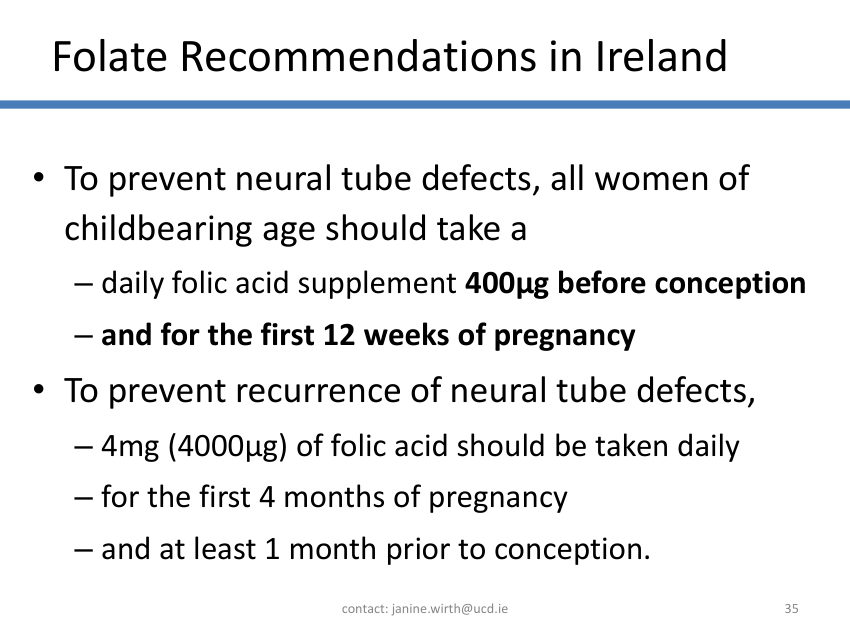 Folate Recommendations in Ireland
• To prevent neural tube defects, all women of
childbearing age should take a
– daily folic acid supplement 400µg before conception
– and for the first 12 weeks of pregnancy
• To prevent recurrence of neural tube defects,
– 4mg (4000µg) of folic acid should be taken daily
– for the first 4 months of pregnancy
– and at least 1 month prior to conception.
contact: janine.wirth@ucd.ie
35